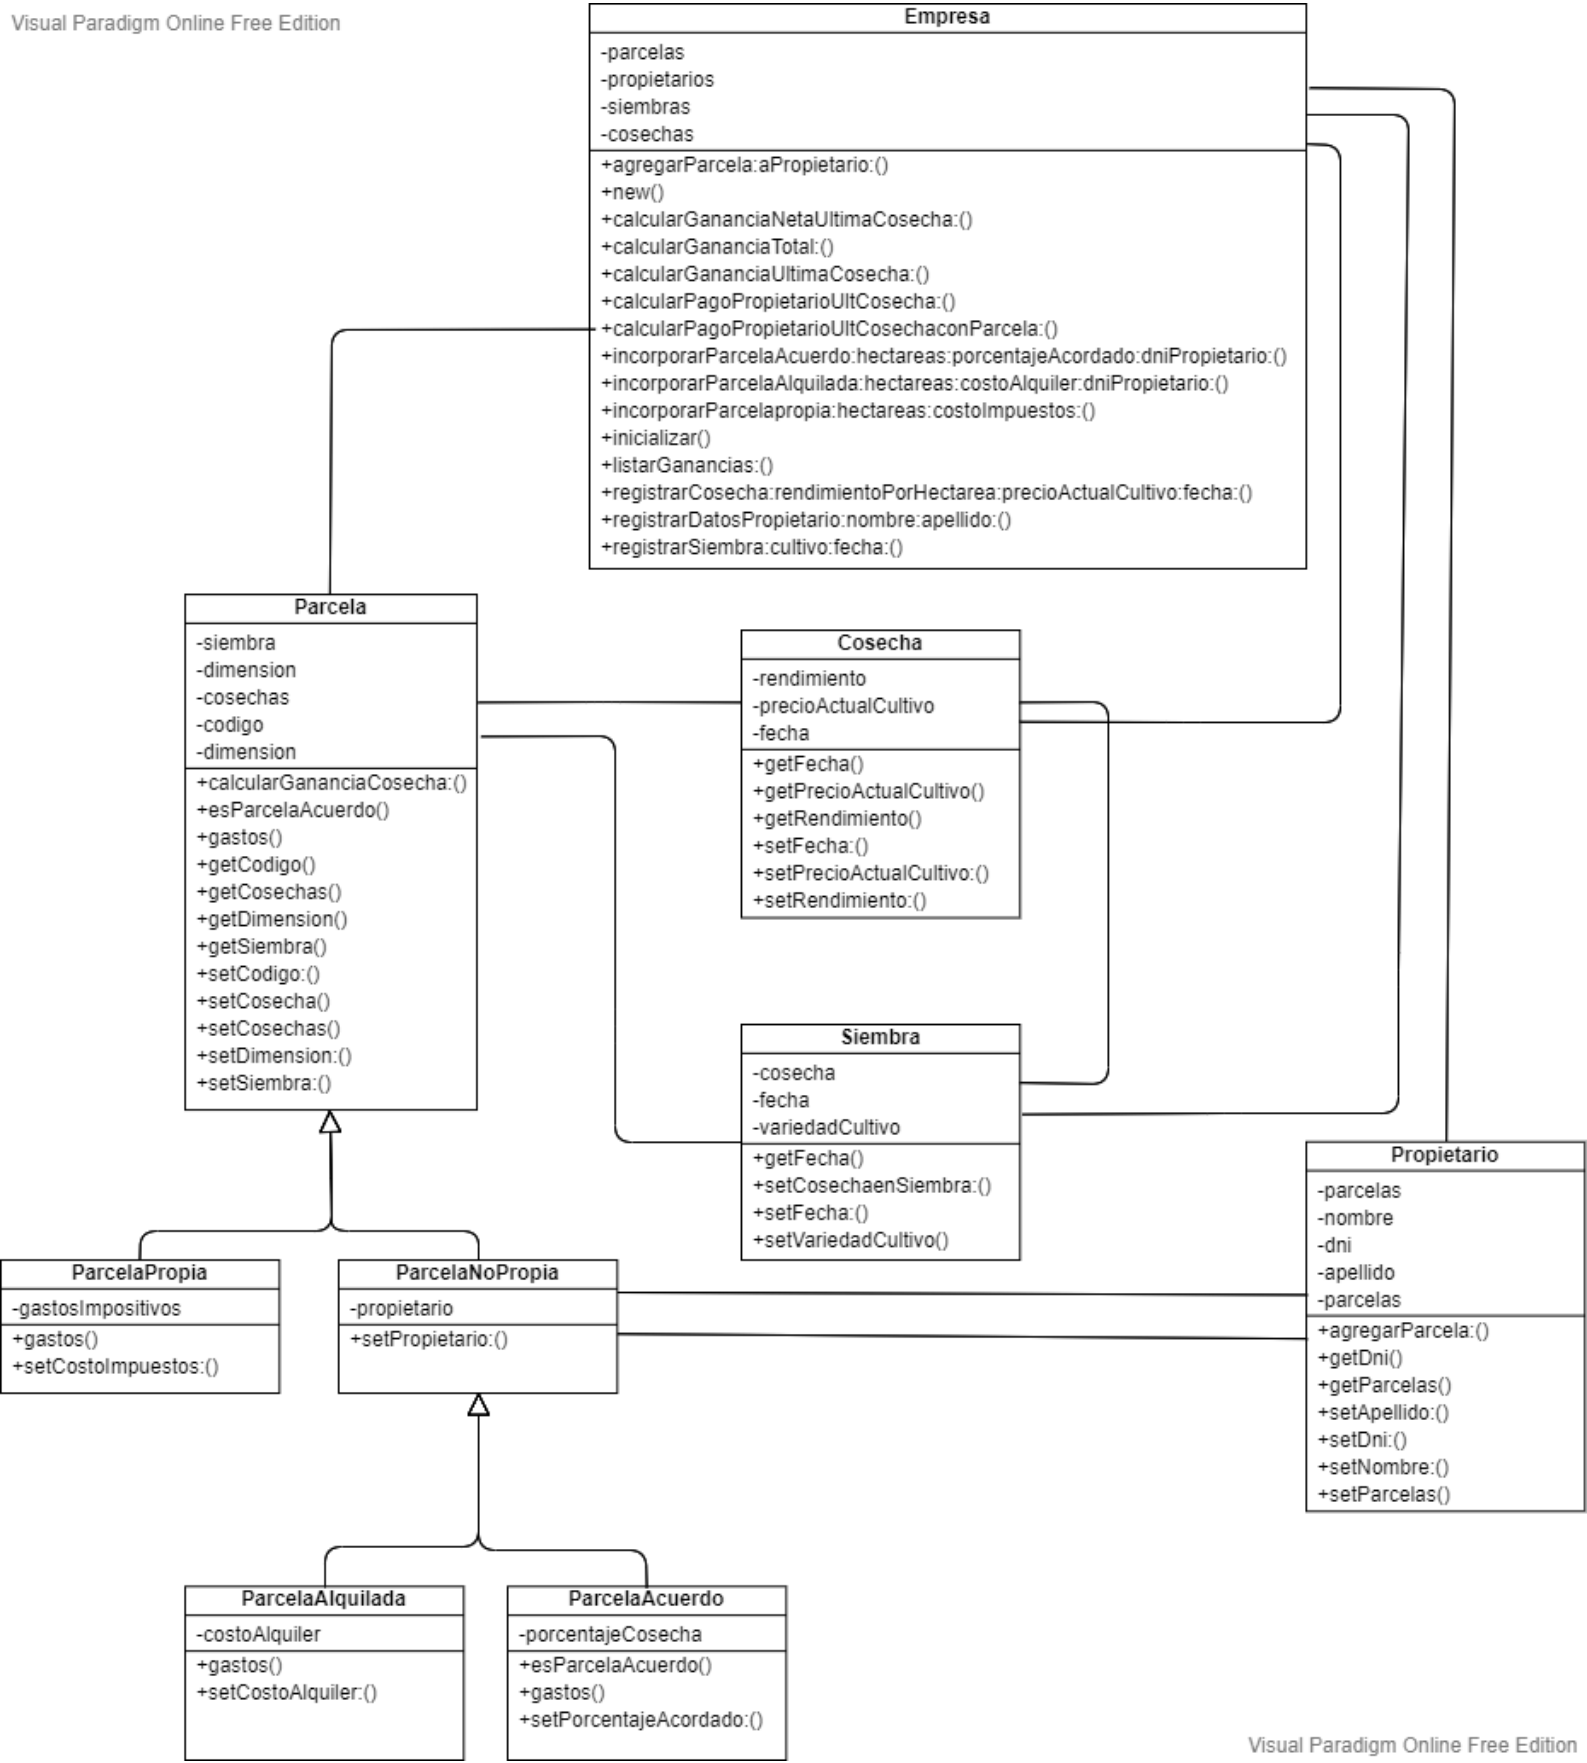 Visual Paradigm Online Free Edition
Empresa
-parcelas
-propietarios
-siembras
-cosechas
+agregarParcela:aPropietario:()
+new()
+calcularGananciaNetaUltimaCosecha:()
+calcularGananciaTotal:()
+calcularGananciaUltimaCosecha:()
+calcularPagoPropietarioUltCosecha:()
+calcularPagoPropietarioUltCosechaconParcela:()
+incorporarParcelaAcuerdo:hectareas:porcentajeAcordado:dniPropietario:()
+incorporarParcelaAlquilada:hectareas:costoAlquiler:dniPropietario:()
+incorporarParcelapropia:hectareas:costoImpuestos:()
+inicializar()
+listarGanancias:()
+registrarCosecha:rendimientoPorHectarea:precioActualCultivo:fecha:()
+registrarDatosPropietario:nombre:apellido:()
+registrarSiembra:cultivo:fecha:()
Parcela
-siembra
-dimension
-cosechas
-codigo
-dimension
+calcularGananciaCosecha:()
+esParcelaAcuerdo()
+gastos()
+getCodigo()
+getCosechas()
+getDimension()
+getSiembra()
+setCodigo:()
+setCosecha()
+setCosechas()
+setDimension:()
+setSiembra:()
Cosecha
-rendimiento
-precioActualCultivo
-fecha
+getFecha()
+getPrecioActualCultivo()
+getRendimiento()
+setFecha:()
+setPrecioActualCultivo:()
+setRendimiento:()
Siembra
-cosecha
-fecha
-variedadCultivo
+getFecha()
+setCosechaenSiembra:()
+setFecha:()
+setVariedadCultivo()
Propietario
-parcelas
-nombre
-dni
-apellido
-parcelas
+agregarParcela:()
+getDni()
+getParcelas()
+setApellido:()
+setDni:()
+setNombre:()
+setParcelas()
ParcelaPropia
-gastosImpositivos
+gastos()
+setCostoImpuestos:()
ParcelaNoPropia
-propietario
+setPropietario:()
ParcelaAlquilada
-costoAlquiler
+gastos()
+setCostoAlquiler:()
ParcelaAcuerdo
-porcentajeCosecha
+esParcelaAcuerdo()
+gastos()
+setPorcentajeAcordado:()
Visual Paradigm Online Free Edition